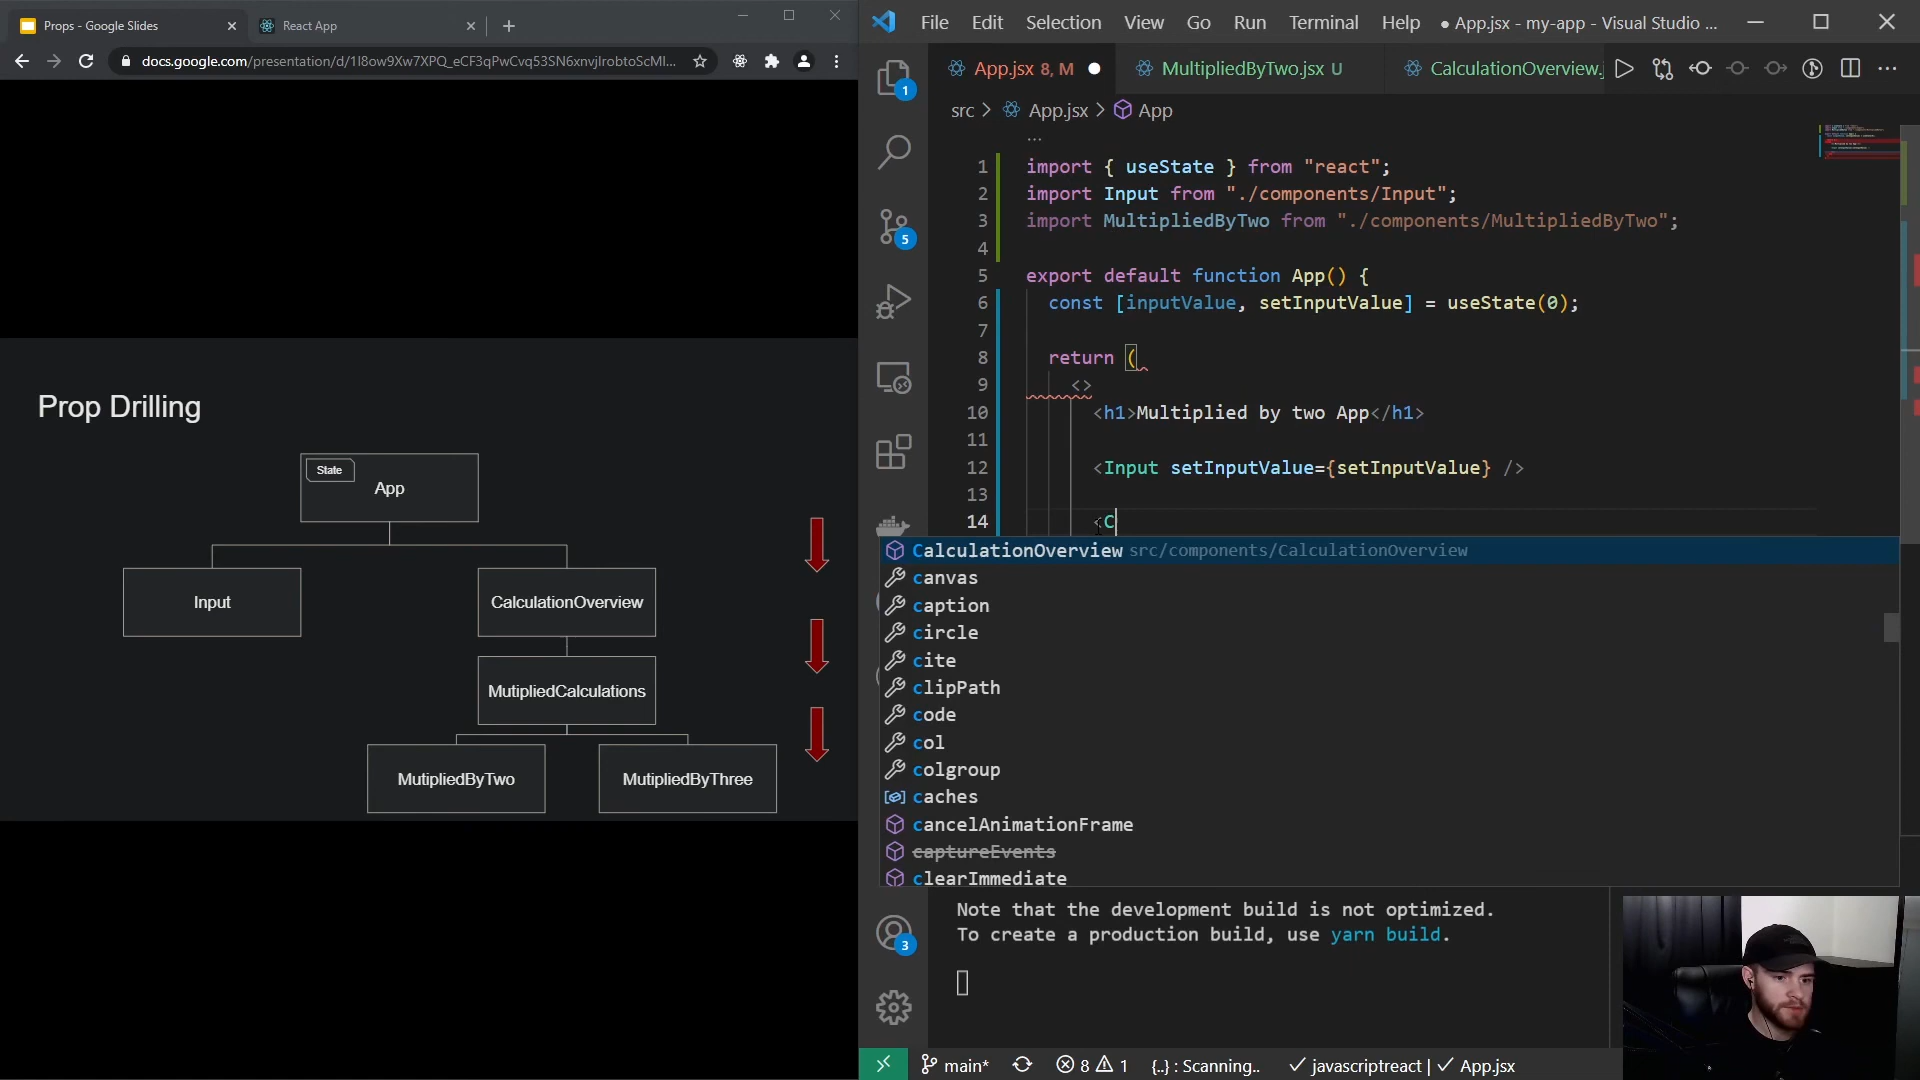 Props - Google Slides
React App
docs.google.com/presentation/d/1I8ow9Xw7XPQ_eCF3qPwCvq53SN6xnvjIrobtoScMI...
Prop Drilling
State
App
Input
CalculationOverview
MutipliedCalculations
MutipliedByTwo
MutipliedByThree
File Edit Selection View Go Run Terminal Help
● App.jsx - my-app - Visual Studio ...
App.jsx 8, M
MultipliedByTwo.jsx U
CalculationOverview.j
src > App.jsx > App
...
1 import { useState } from "react";
2 import Input from "./components/Input";
3 import MultipliedByTwo from "./components/MultipliedByTwo";
4
5 export default function App() {
6 const [inputValue, setInputValue] = useState(0);
7
8 return (
9 <>
10 <h1>Multiplied by two App</h1>
11
12 <Input setInputValue={setInputValue} />
13
14 <C
CalculationOverview src/components/CalculationOverview
canvas
caption
circle
cite
clipPath
code
col
colgroup
caches
cancelAnimationFrame
captureEvents
clearImmediate
Note that the development build is not optimized.
To create a production build, use yarn build.
1
5
3
main* 8 1 {..} : Scanning.. javascriptreact | App.jsx